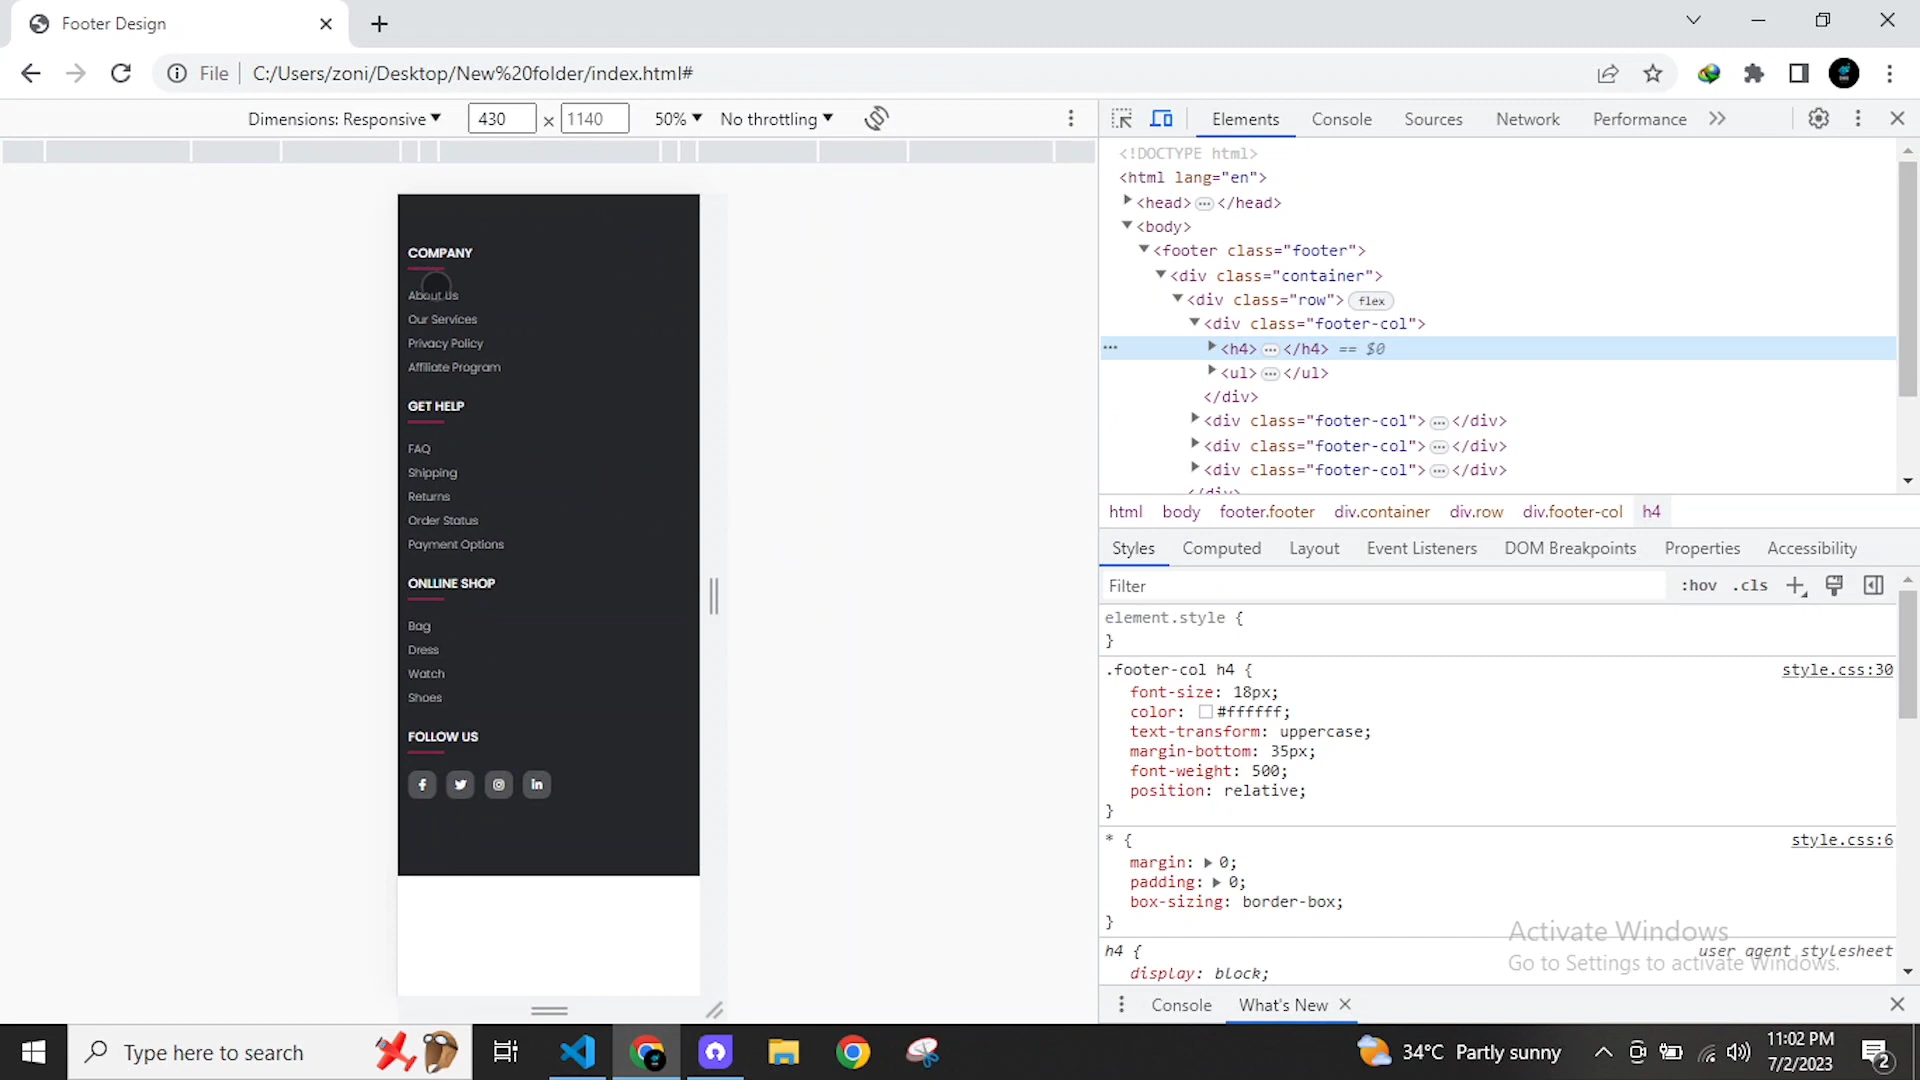 Footer Design
File
C:/Users/zoni/Desktop/New%20folder/index.html#
Dimensions: Responsive 430 × 1140 50% No throttling
COMPANY
About Us
Our Services
Privacy Policy
Affiliate Program
GET HELP
FAQ
Shipping
Returns
Order Status
Payment Options
ONLLINE SHOP
Bag
Dress
Watch
Shoes
FOLLOW US
Elements Console Sources Network Performance
<!DOCTYPE html>
<html lang="en">
<head> … </head>
<body>
<footer class="footer">
<div class="container">
<div class="row"> flex
<div class="footer-col">
… <h4> … </h4> == $0
<ul> … </ul>
</div>
<div class="footer-col"> … </div>
<div class="footer-col"> … </div>
<div class="footer-col"> … </div>
</div>
html body footer.footer div.container div.row div.footer-col h4
Styles Computed Layout Event Listeners DOM Breakpoints Properties Accessibility
Filter :hov .cls
element.style {
}
.footer-col h4 { style.css:30
font-size: 18px;
color: #ffffff;
text-transform: uppercase;
margin-bottom: 35px;
font-weight: 500;
position: relative;
}
* { style.css:6
margin: 0;
padding: 0;
box-sizing: border-box;
}
h4 { user agent stylesheet
display: block;
Activate Windows
Go to Settings to activate Windows.
Console What's New
Type here to search
34°C Partly sunny
11:02 PM
7/2/2023
2